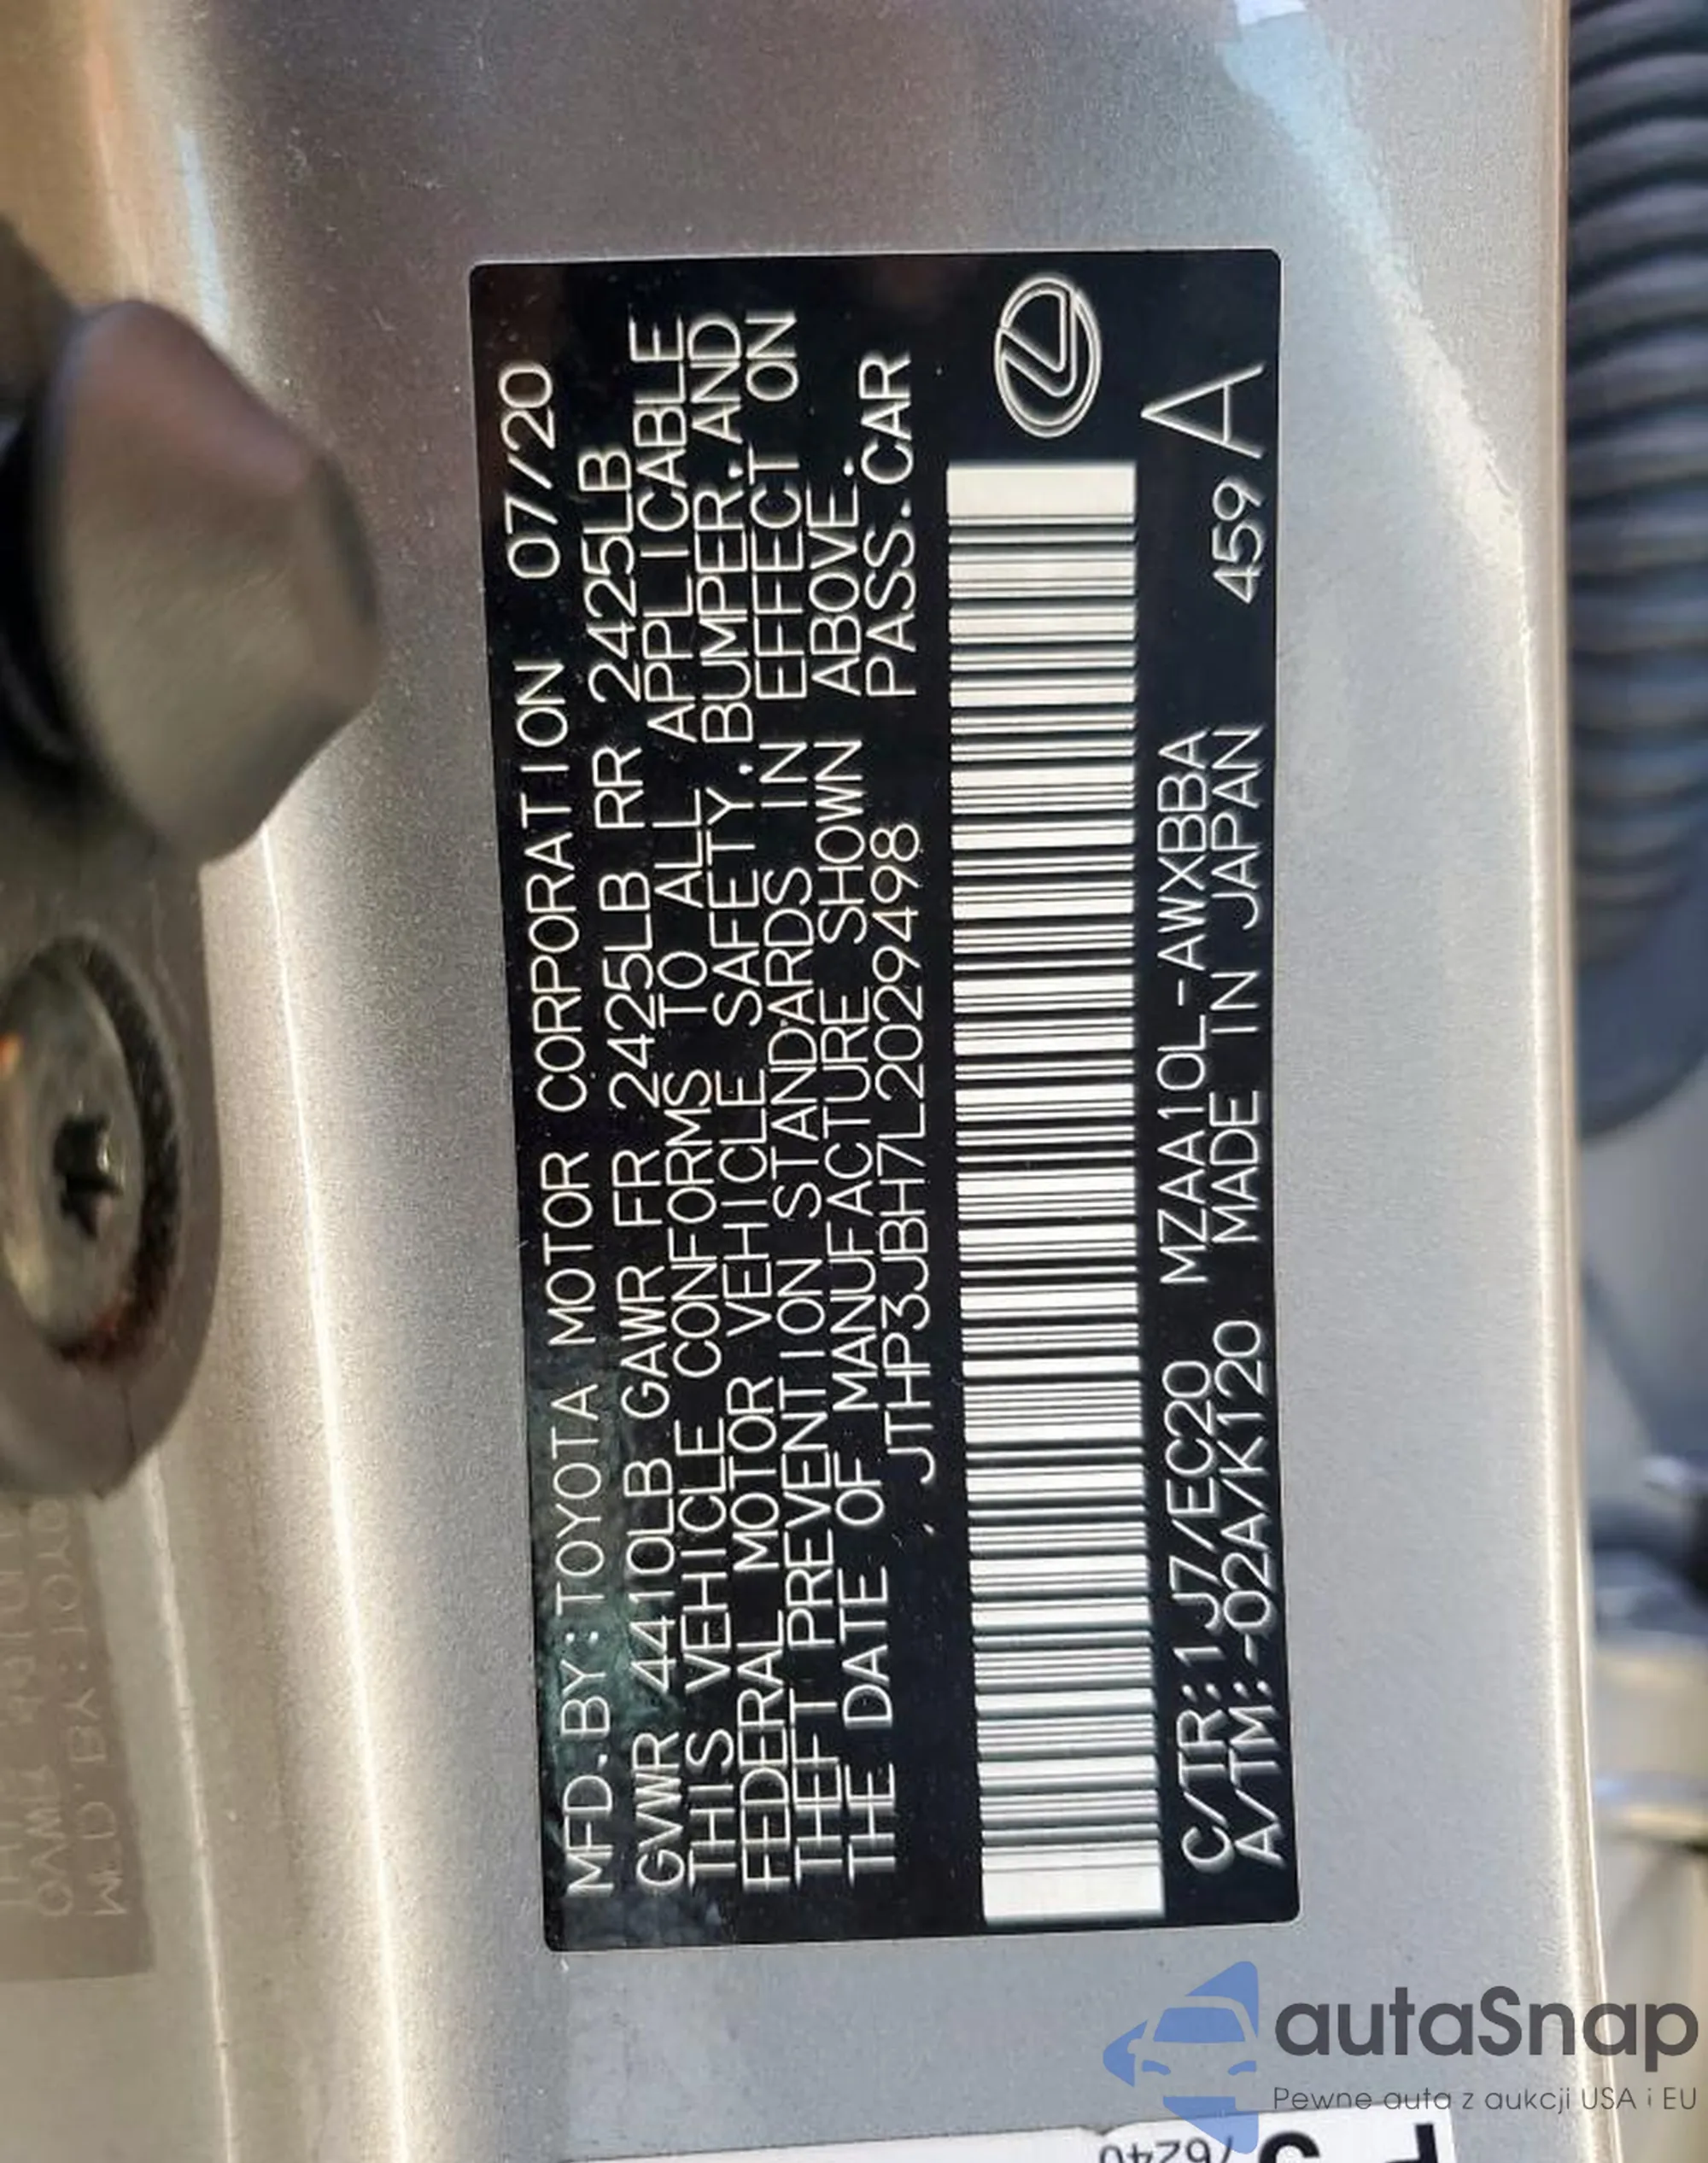 MFD.BY:TOYOTA MOTOR CORPORATION 07/20
GVWR 4410LB GAWR FR 2425LB RR 2425LB
THIS VEHICLE CONFORMS TO ALL APPLICABLE
FEDERAL MOTOR VEHICLE SAFETY, BUMPER, AND
THEFT PREVENTION STANDARDS IN EFFECT ON
THE DATE OF MANUFACTURE SHOWN ABOVE.
JTHP3JBH7L2029498 PASS.CAR
C/TR:1J7/EC20 MZAA10L-AWXBBA
A/TM:-02A/K120 MADE IN JAPAN 459 A
autaSnap
Pewne auta z aukcji USA i EU